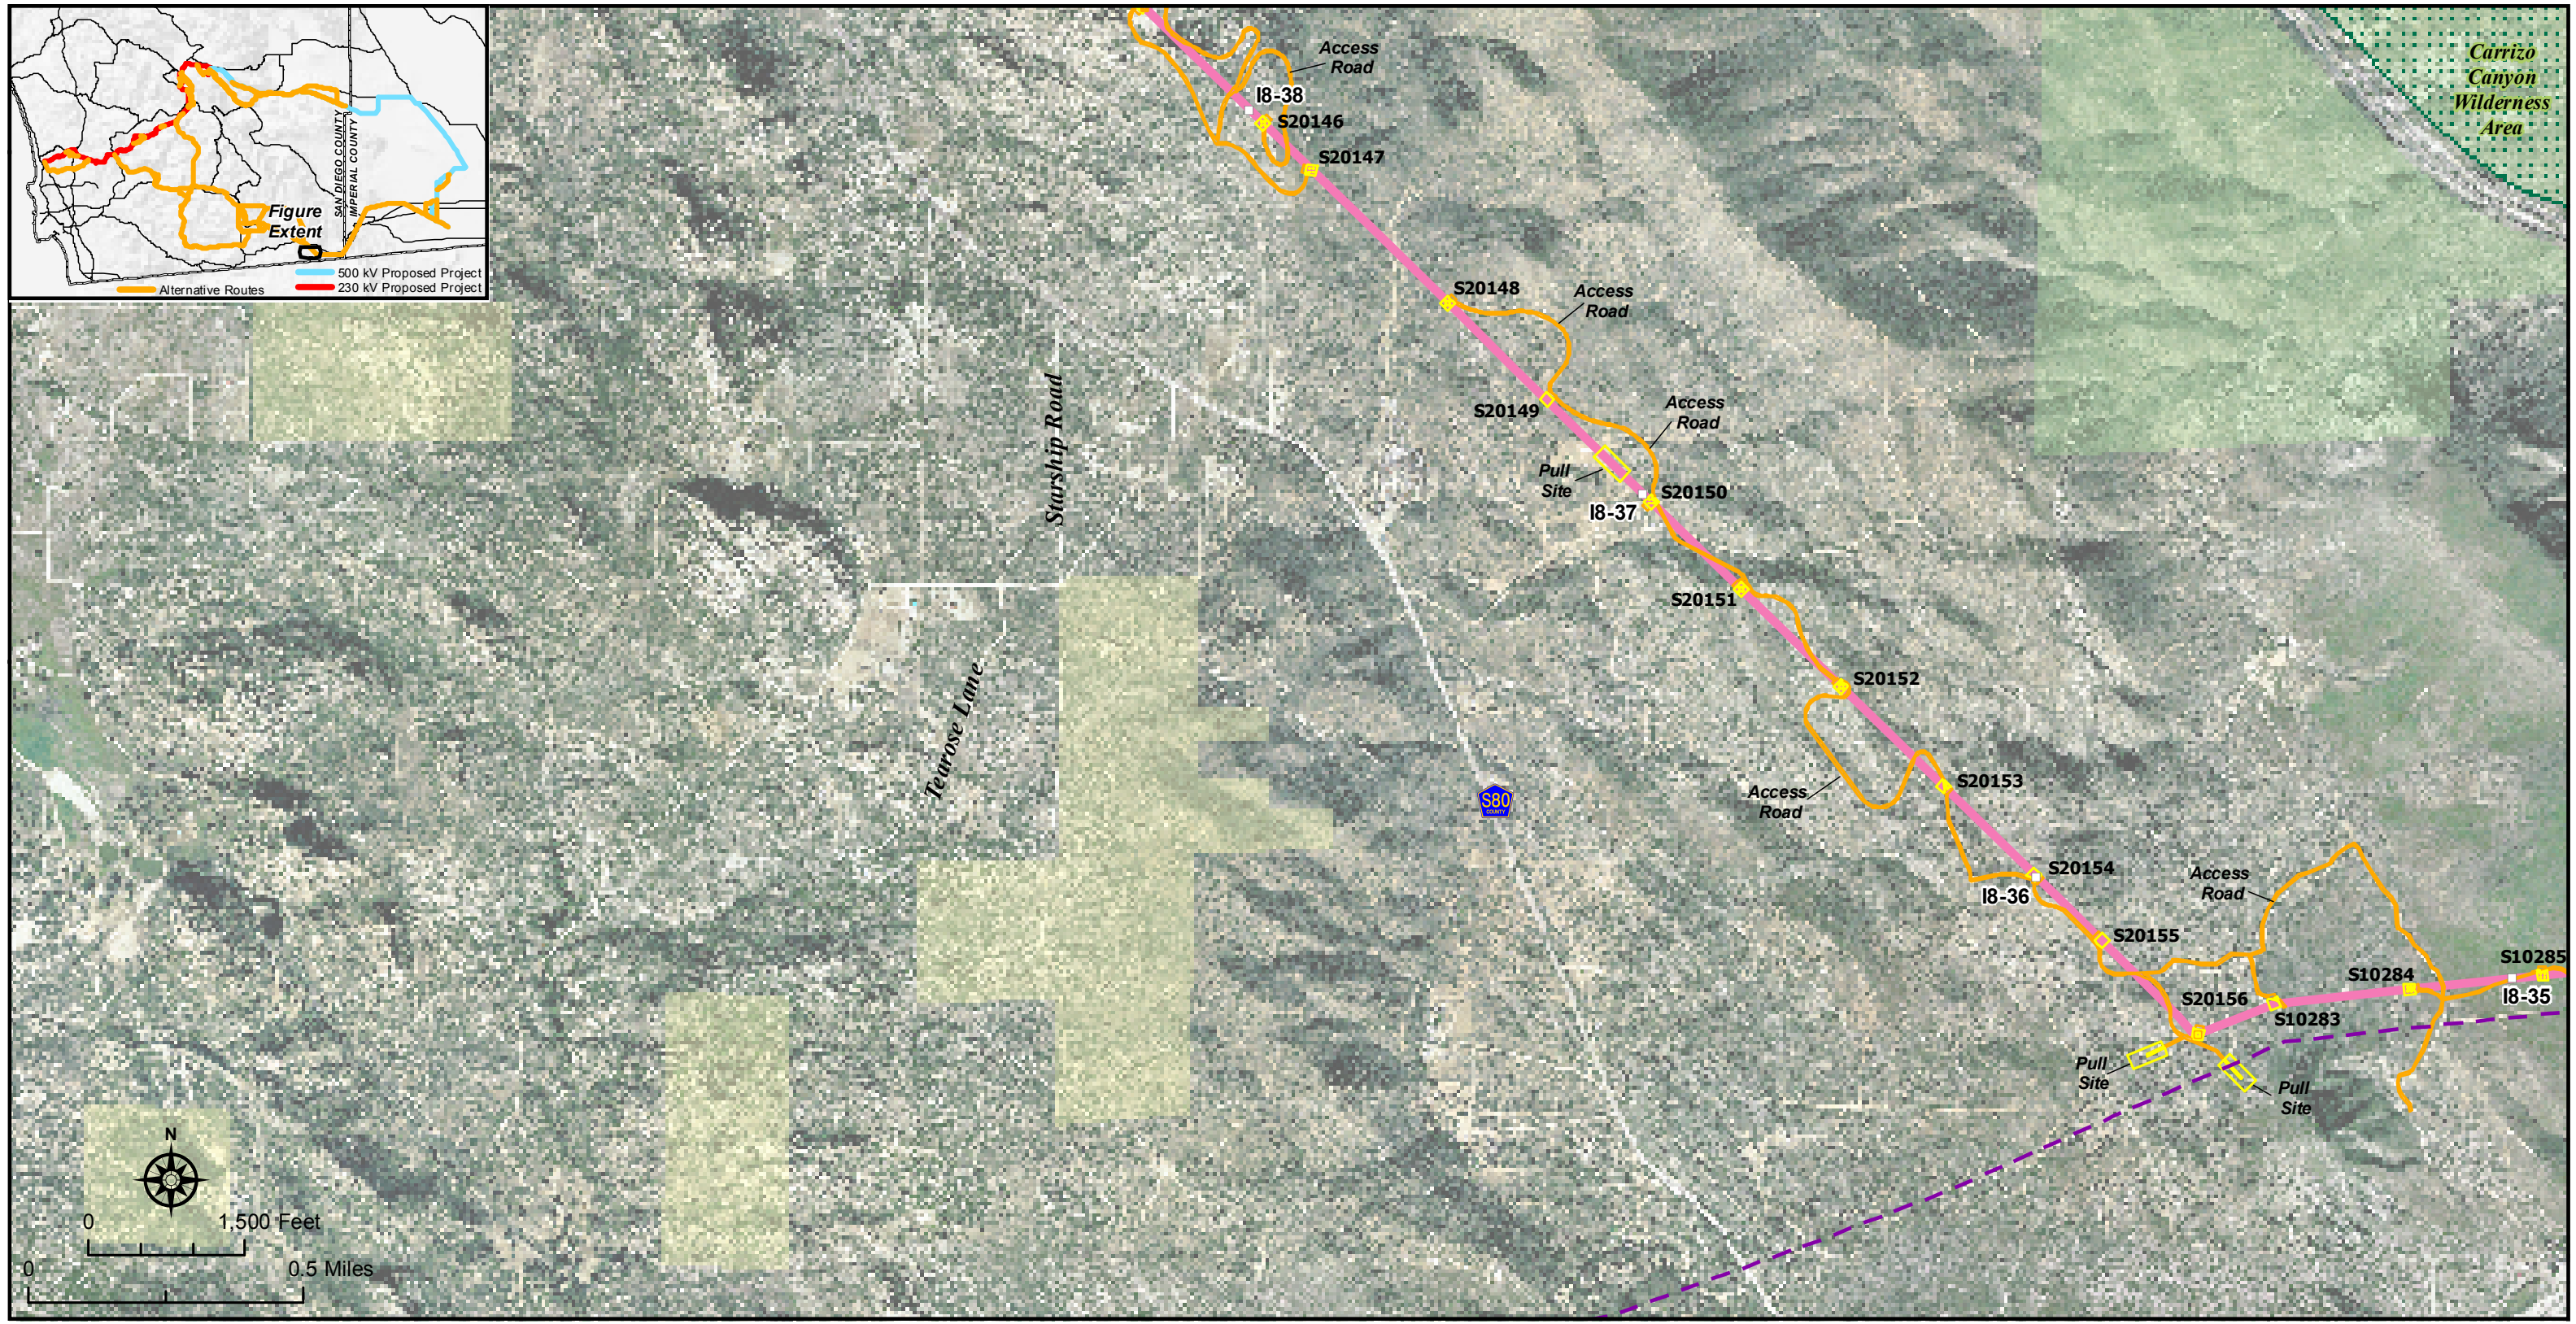 SAN DIEGO COUNTY
IMPERIAL COUNTY
Figure
Extent
500 kV Proposed Project
Alternative Routes
230 kV Proposed Project
Access
Road
I8-38
S20146
S20147
Carrizo
Canyon
Wilderness
Area
S20148
Access
Road
S20149
Access
Road
Starship Road
Pull
Site
S20150
I8-37
S20151
Tearose Lane
S20152
S80
COUNTY
Access
Road
S20153
S20154
I8-36
Access
Road
S20155
S10285
S10284
S20156
I8-35
S10283
Pull
Site
Pull
Site
N
0
1,500 Feet
0
0.5 Miles